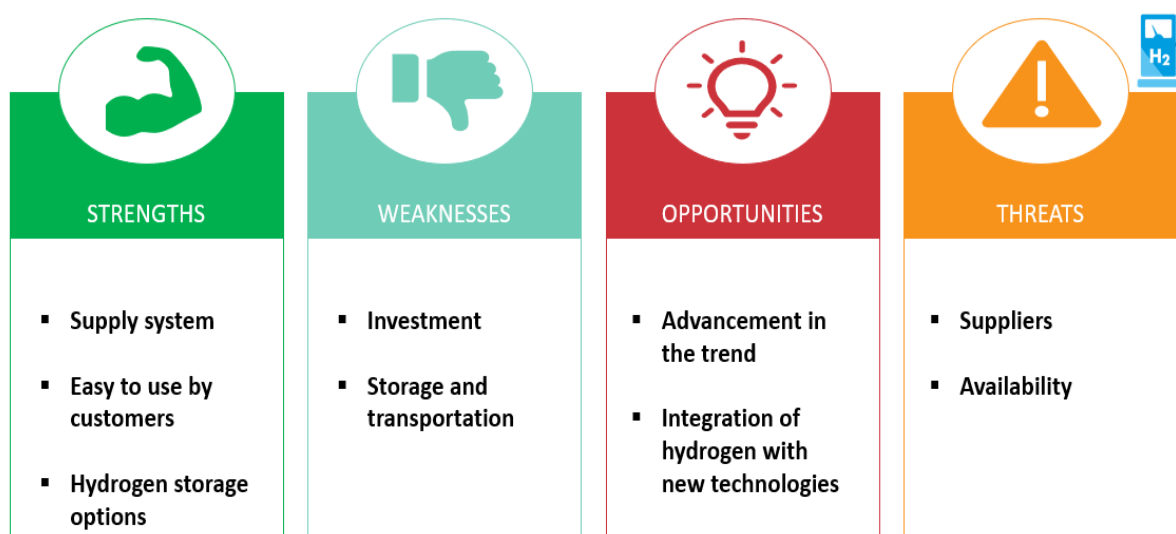 H2
STRENGTHS
▪ Supply system
▪ Easy to use by
customers
▪ Hydrogen storage
options
WEAKNESSES
▪ Investment
▪ Storage and
transportation
OPPORTUNITIES
▪ Advancement in
the trend
▪ Integration of
hydrogen with
new technologies
THREATS
▪ Suppliers
▪ Availability